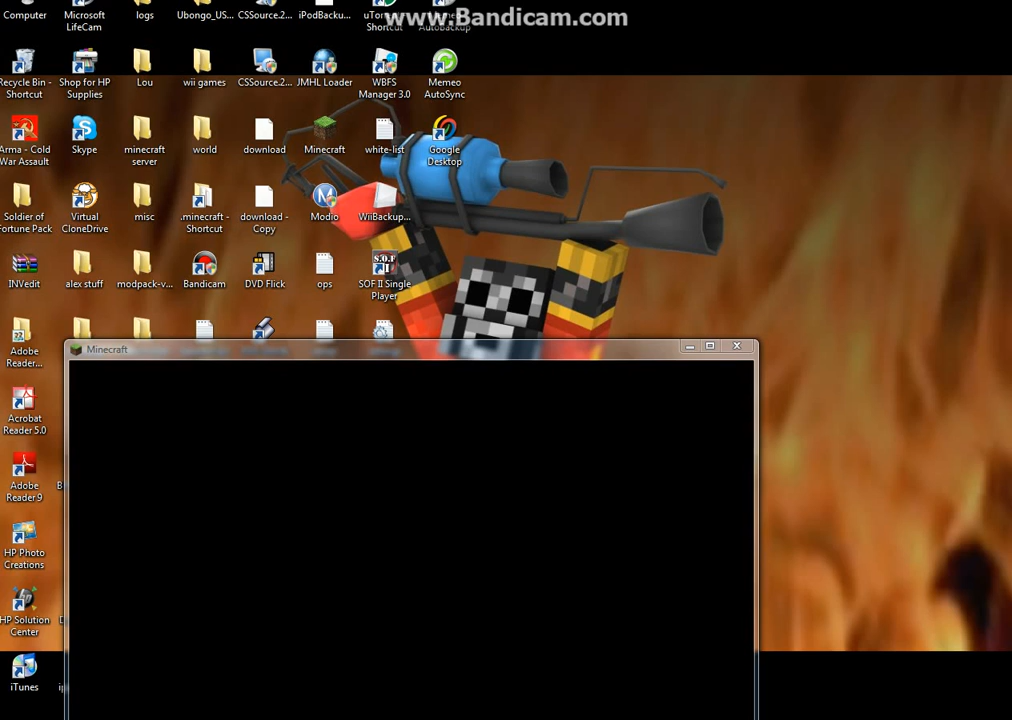 www.Bandicam.com
Computer
Microsoft
LifeCam
logs
Ubongo_US...
CSSource.2...
iPodBacku...
Shortcut
AutoBackup
Recycle Bin -
Shortcut
Shop for HP
Supplies
Lou
wii games
CSSource.2...
JMHL Loader
WBFS
Manager 3.0
Memeo
AutoSync
Arma - Cold
War Assault
Skype
minecraft
server
world
download
Minecraft
white-list
Google
Desktop
Soldier of
Fortune Pack
Virtual
CloneDrive
misc
.minecraft -
Shortcut
download -
Copy
Modio
WiiBackup...
INVedit
alex stuff
modpack-v...
Bandicam
DVD Flick
ops
S.O.F
SOF II Single
Player
Adobe
Reader...
Minecraft
Acrobat
Reader 5.0
Adobe
Reader 9
HP Photo
Creations
HP Solution
Center
iTunes